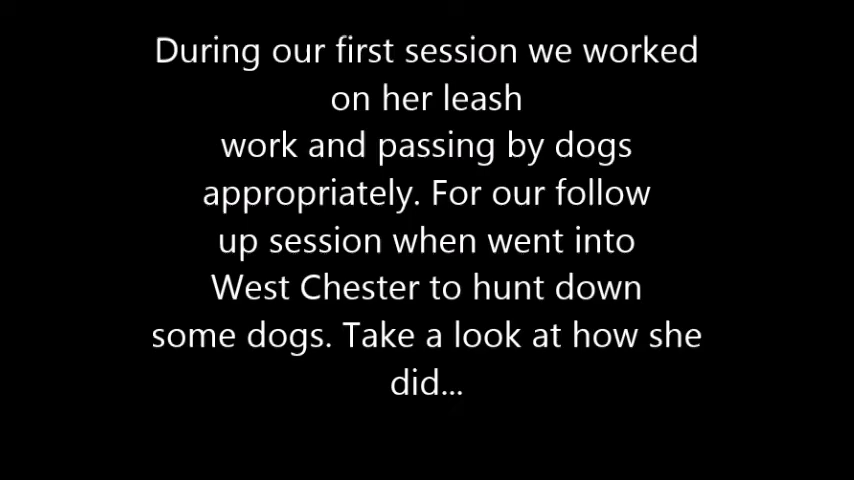 During our first session we worked
on her leash
work and passing by dogs
appropriately. For our follow
up session when went into
West Chester to hunt down
some dogs. Take a look at how she
did...